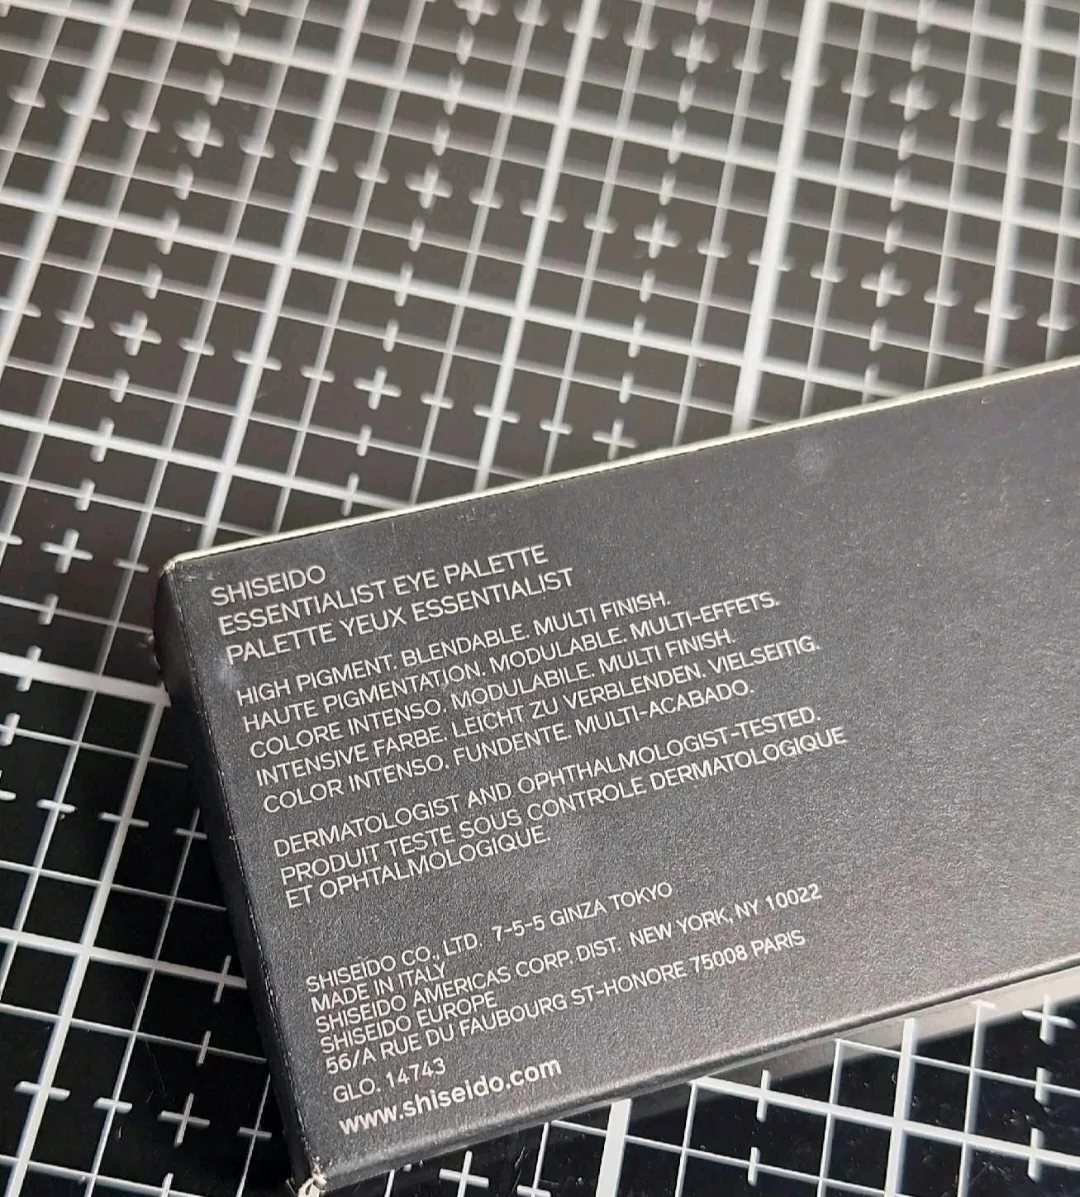 SHISEIDO
ESSENTIALIST EYE PALETTE
PALETTE YEUX ESSENTIALIST
HIGH PIGMENT. BLENDABLE. MULTI FINISH.
HAUTE PIGMENTATION. MODULABLE. MULTI-EFFETS.
COLORE INTENSO. MODULABILE. MULTI FINISH.
INTENSIVE FARBE. LEICHT ZU VERBLENDEN. VIELSEITIG.
COLOR INTENSO. FUNDENTE. MULTI-ACABADO.
DERMATOLOGIST AND OPHTHALMOLOGIST-TESTED.
PRODUIT TESTE SOUS CONTROLE DERMATOLOGIQUE
ET OPHTALMOLOGIQUE.
SHISEIDO CO., LTD. 7-5-5 GINZA TOKYO
MADE IN ITALY
SHISEIDO AMERICAS CORP. DIST. NEW YORK, NY 10022
SHISEIDO EUROPE
56/A RUE DU FAUBOURG ST-HONORE 75008 PARIS
GLO. 14743
www.shiseido.com